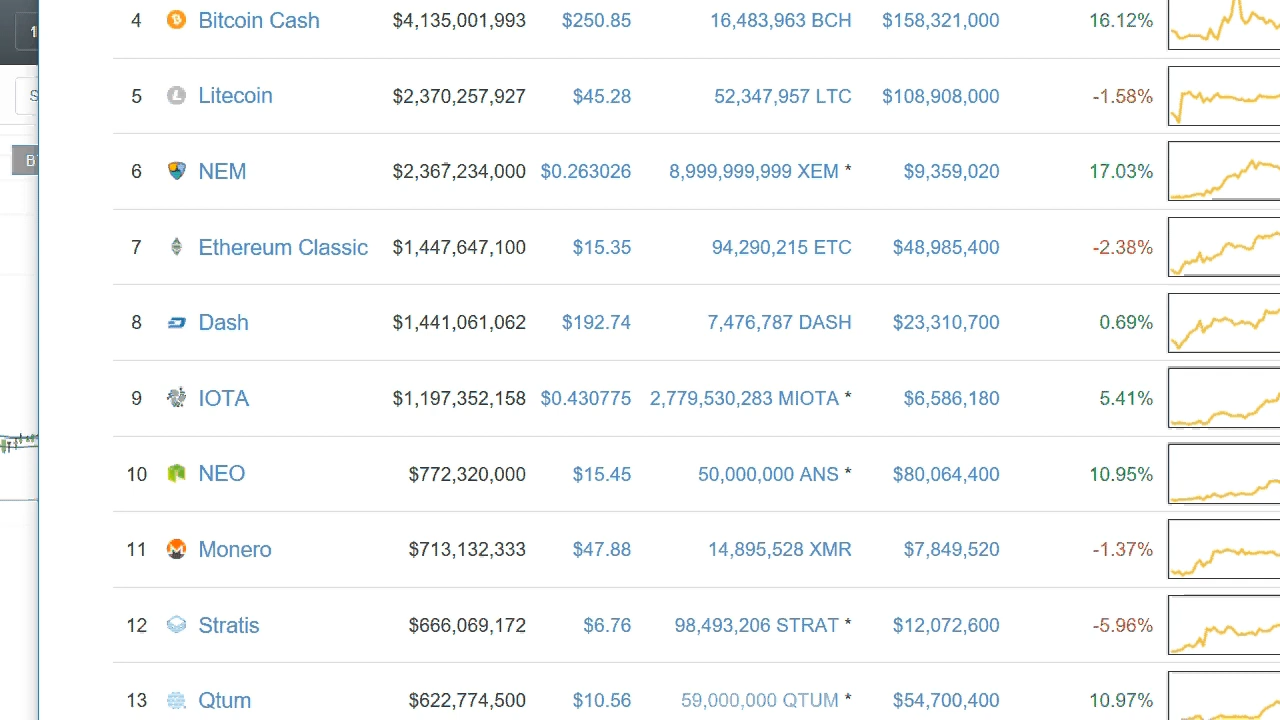 4 Bitcoin Cash $4,135,001,993 $250.85 16,483,963 BCH $158,321,000 16.12%
5 Litecoin $2,370,257,927 $45.28 52,347,957 LTC $108,908,000 -1.58%
6 NEM $2,367,234,000 $0.263026 8,999,999,999 XEM * $9,359,020 17.03%
7 Ethereum Classic $1,447,647,100 $15.35 94,290,215 ETC $48,985,400 -2.38%
8 Dash $1,441,061,062 $192.74 7,476,787 DASH $23,310,700 0.69%
9 IOTA $1,197,352,158 $0.430775 2,779,530,283 MIOTA * $6,586,180 5.41%
10 NEO $772,320,000 $15.45 50,000,000 ANS * $80,064,400 10.95%
11 Monero $713,132,333 $47.88 14,895,528 XMR $7,849,520 -1.37%
12 Stratis $666,069,172 $6.76 98,493,206 STRAT * $12,072,600 -5.96%
13 Qtum $622,774,500 $10.56 59,000,000 QTUM * $54,700,400 10.97%